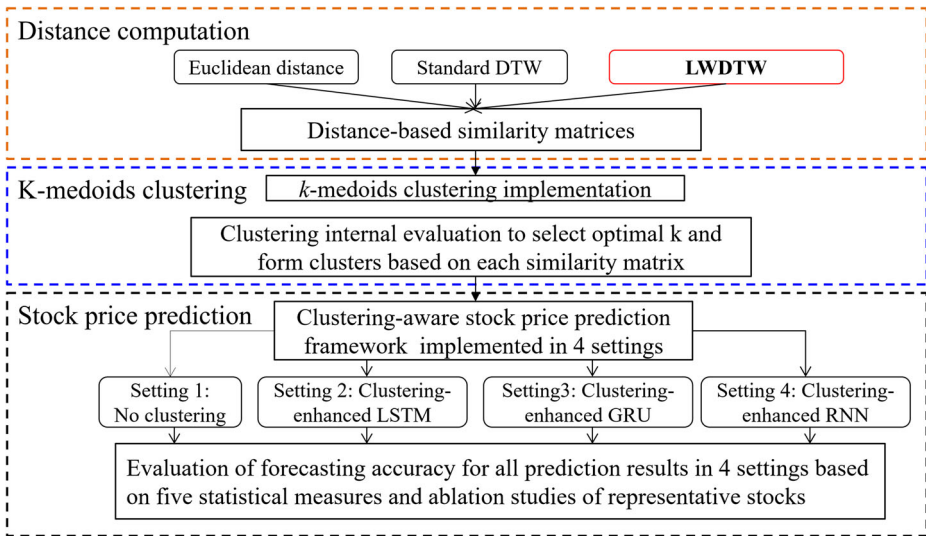 Distance computation
Euclidean distance
Standard DTW
LWDTW
Distance-based similarity matrices
K-medoids clustering
k-medoids clustering implementation
Clustering internal evaluation to select optimal k and
form clusters based on each similarity matrix
Stock price prediction
Clustering-aware stock price prediction
framework implemented in 4 settings
Setting 1:
No clustering
Setting 2: Clustering-
enhanced LSTM
Setting3: Clustering-
enhanced GRU
Setting 4: Clustering-
enhanced RNN
Evaluation of forecasting accuracy for all prediction results in 4 settings based
on five statistical measures and ablation studies of representative stocks